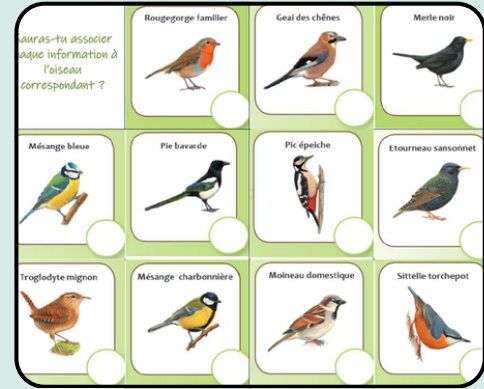 auras-tu associer
aque information à
l'oiseau
correspondant ?
Rougegorge familier
Geai des chênes
Merle noir
Mésange bleue
Pie bavarde
Pic épeiche
Etourneau sansonnet
Troglodyte mignon
Mésange charbonnière
Moineau domestique
Sittelle torchepot